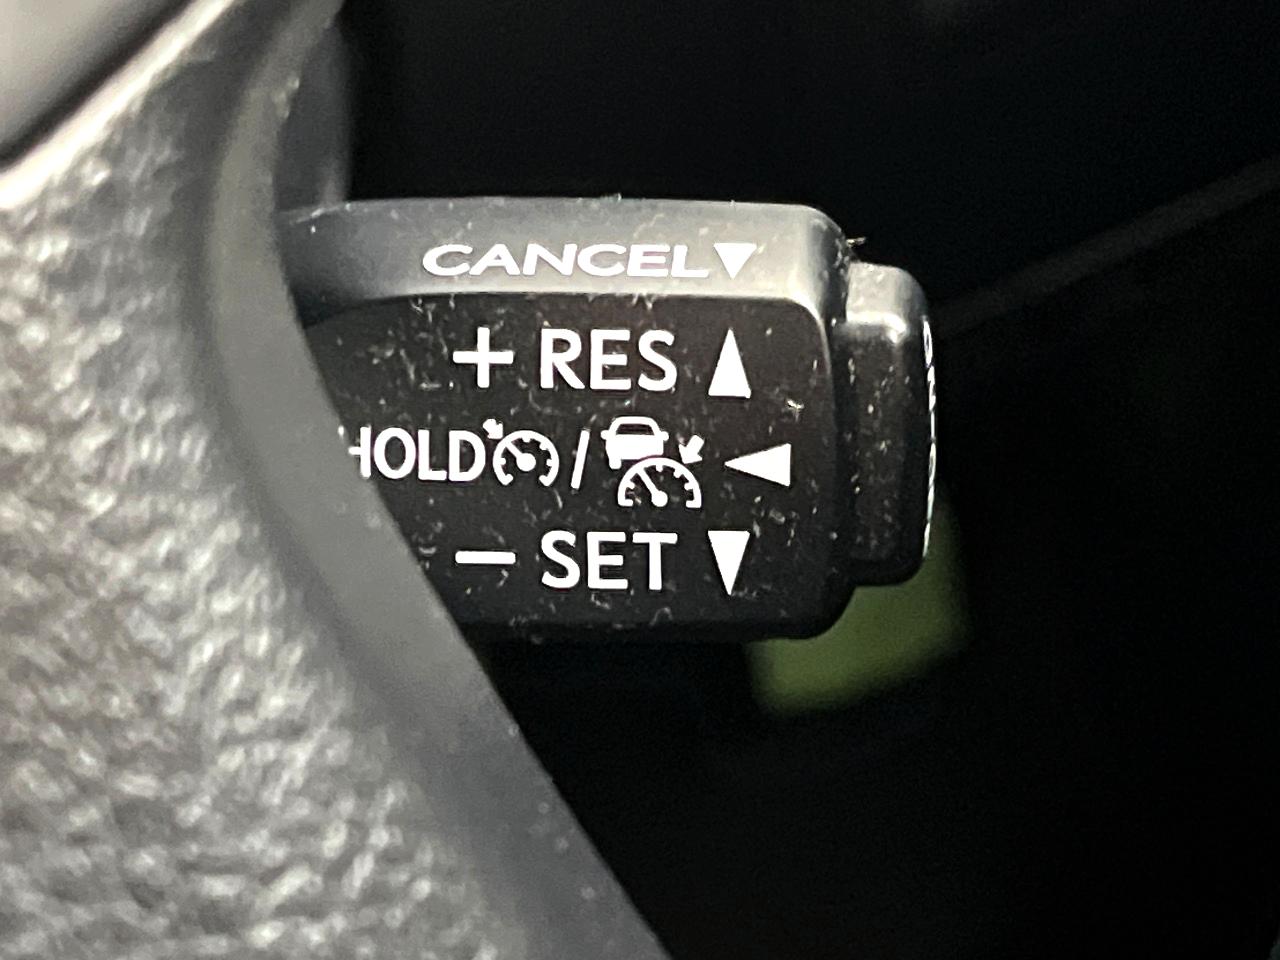 CANCEL▼
+ RES ▲
HOLD / ◀
− SET ▼